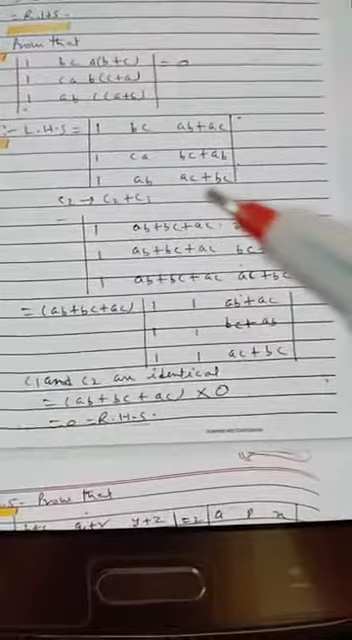 = R.H.S.
Prove that
| 1 bc a(b+c) | = 0
| 1 ca b(c+a) |
| 1 ab c(a+b) |
:- L.H.S = | 1 bc ab+ac |
| 1 ca bc+ab |
| 1 ab ac+bc |
C2 → C2 + C3
| 1 ab+bc+ac
| 1 ab+bc+ac bc
| 1 ab+bc+ac ac+bc
= (ab+bc+ac) | 1 1 ab+ac |
| 1 1 bc+ab |
| 1 1 ac+bc |
C1 and C2 an identical
= (ab+bc+ac) × 0
= 0 = R.H.S.
Prove that
y+z | = 2 | a p x |